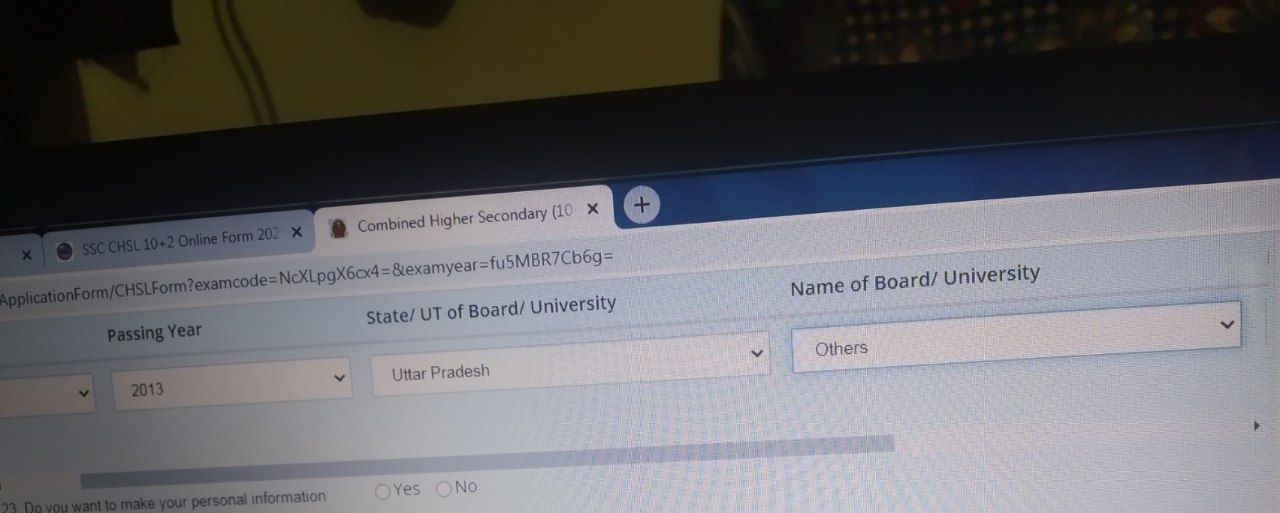 SSC CHSL 10+2 Online Form 202
Combined Higher Secondary (10
ApplicationForm/CHSLForm?examcode=NcXLpgX6cx4=&examyear=fu5MBR7Cb6g=
Passing Year State/ UT of Board/ University Name of Board/ University
2013 Uttar Pradesh Others
23. Do you want to make your personal information Yes No